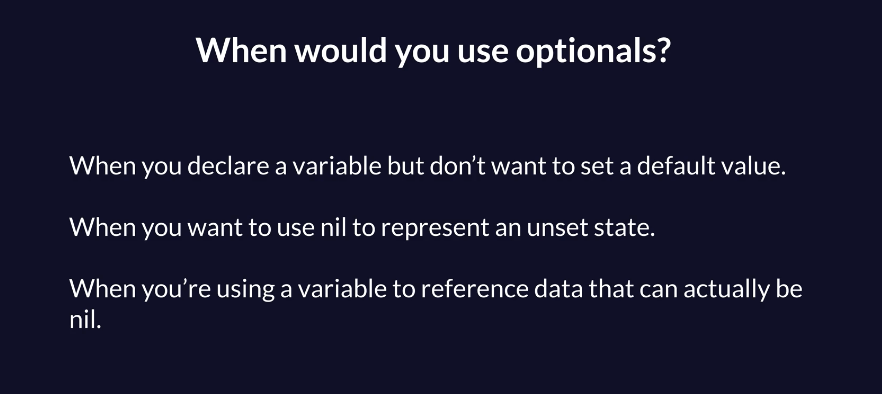 When would you use optionals?
When you declare a variable but don’t want to set a default value.
When you want to use nil to represent an unset state.
When you’re using a variable to reference data that can actually be
nil.